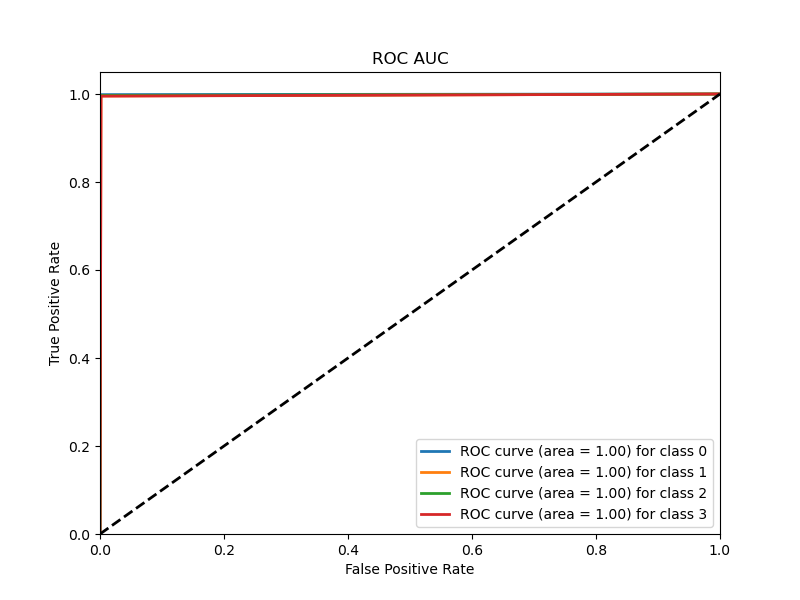 ROC AUC
True Positive Rate
1.0
0.8
0.6
0.4
0.2
0.0
ROC curve (area = 1.00) for class 0
ROC curve (area = 1.00) for class 1
ROC curve (area = 1.00) for class 2
ROC curve (area = 1.00) for class 3
0.0 0.2 0.4 0.6 0.8 1.0
False Positive Rate